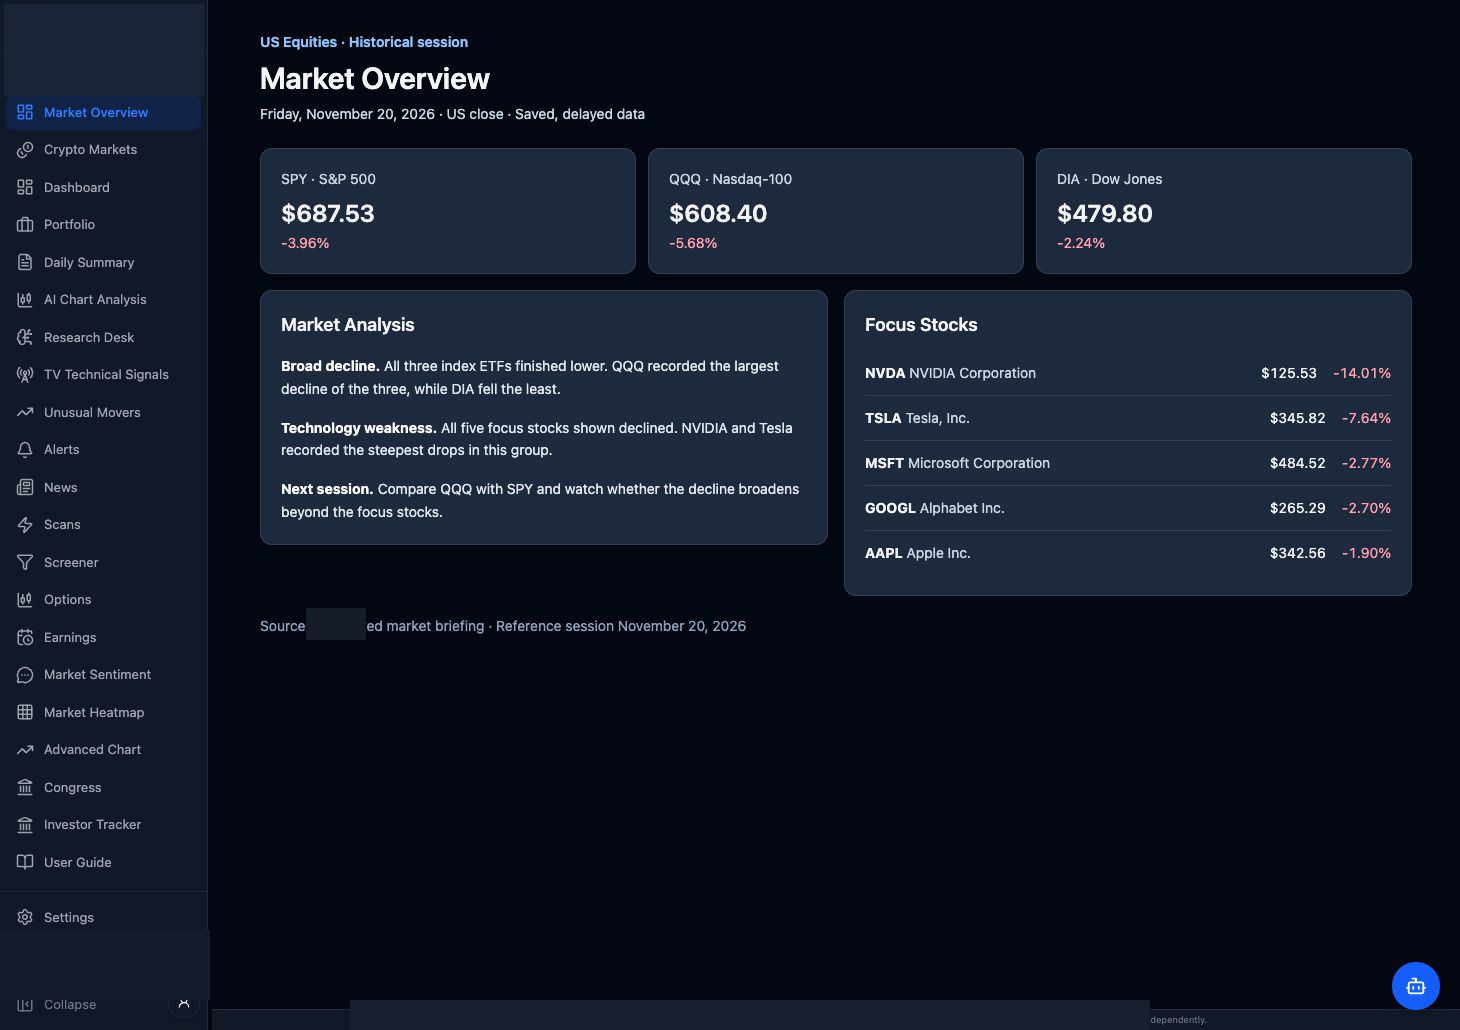 Market Overview
Crypto Markets
Dashboard
Portfolio
Daily Summary
AI Chart Analysis
Research Desk
TV Technical Signals
Unusual Movers
Alerts
News
Scans
Screener
Options
Earnings
Market Sentiment
Market Heatmap
Advanced Chart
Congress
Investor Tracker
User Guide
Settings
Collapse
US Equities · Historical session
Market Overview
Friday, November 20, 2026 · US close · Saved, delayed data
SPY · S&P 500
$687.53
-3.96%
QQQ · Nasdaq-100
$608.40
-5.68%
DIA · Dow Jones
$479.80
-2.24%
Market Analysis
Broad decline. All three index ETFs finished lower. QQQ recorded the largest
decline of the three, while DIA fell the least.
Technology weakness. All five focus stocks shown declined. NVIDIA and Tesla
recorded the steepest drops in this group.
Next session. Compare QQQ with SPY and watch whether the decline broadens
beyond the focus stocks.
Focus Stocks
NVDA NVIDIA Corporation $125.53 -14.01%
TSLA Tesla, Inc. $345.82 -7.64%
MSFT Microsoft Corporation $484.52 -2.77%
GOOGL Alphabet Inc. $265.29 -2.70%
AAPL Apple Inc. $342.56 -1.90%
Source ed market briefing · Reference session November 20, 2026
dependently.